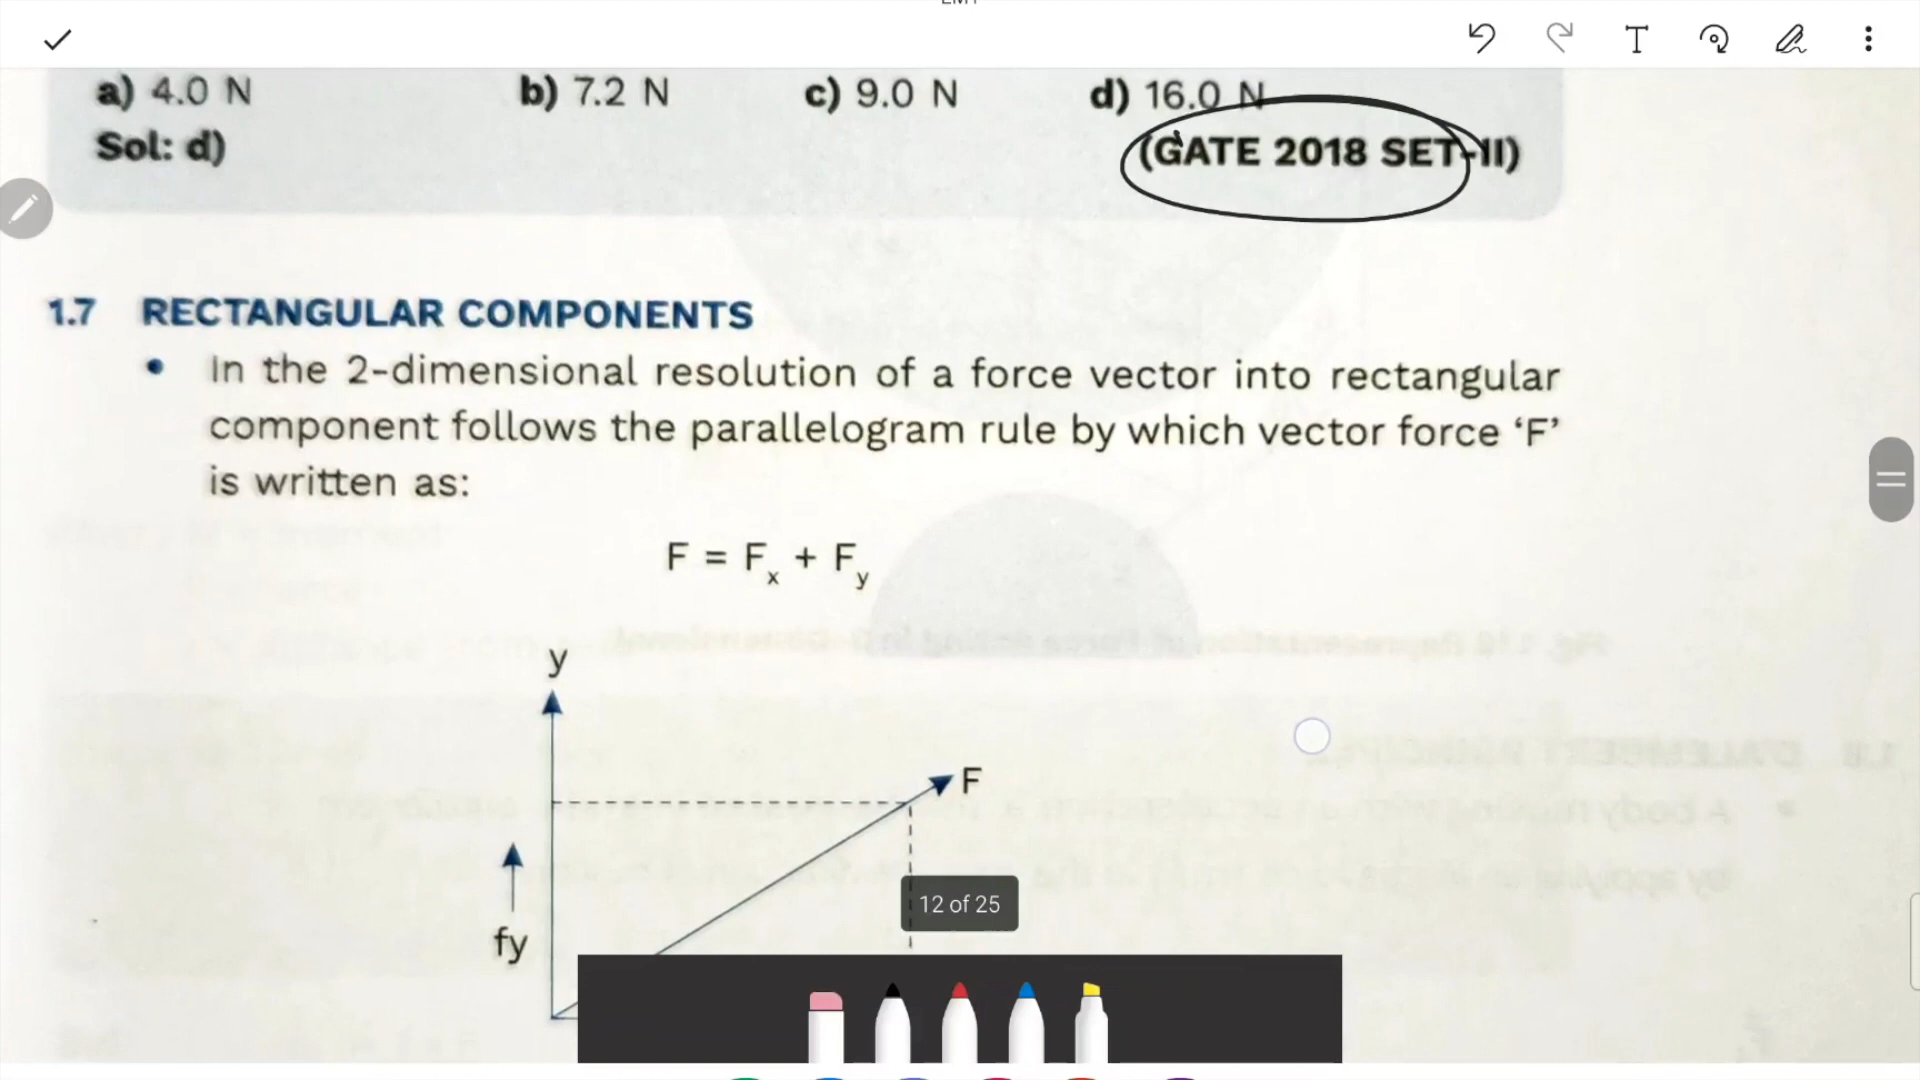 a) 4.0 N b) 7.2 N c) 9.0 N d) 16.0 N
Sol: d) (GATE 2018 SET-II)
1.7 RECTANGULAR COMPONENTS
• In the 2-dimensional resolution of a force vector into rectangular
component follows the parallelogram rule by which vector force ‘F’
is written as:
F = Fx + Fy
y
F
12 of 25
fy